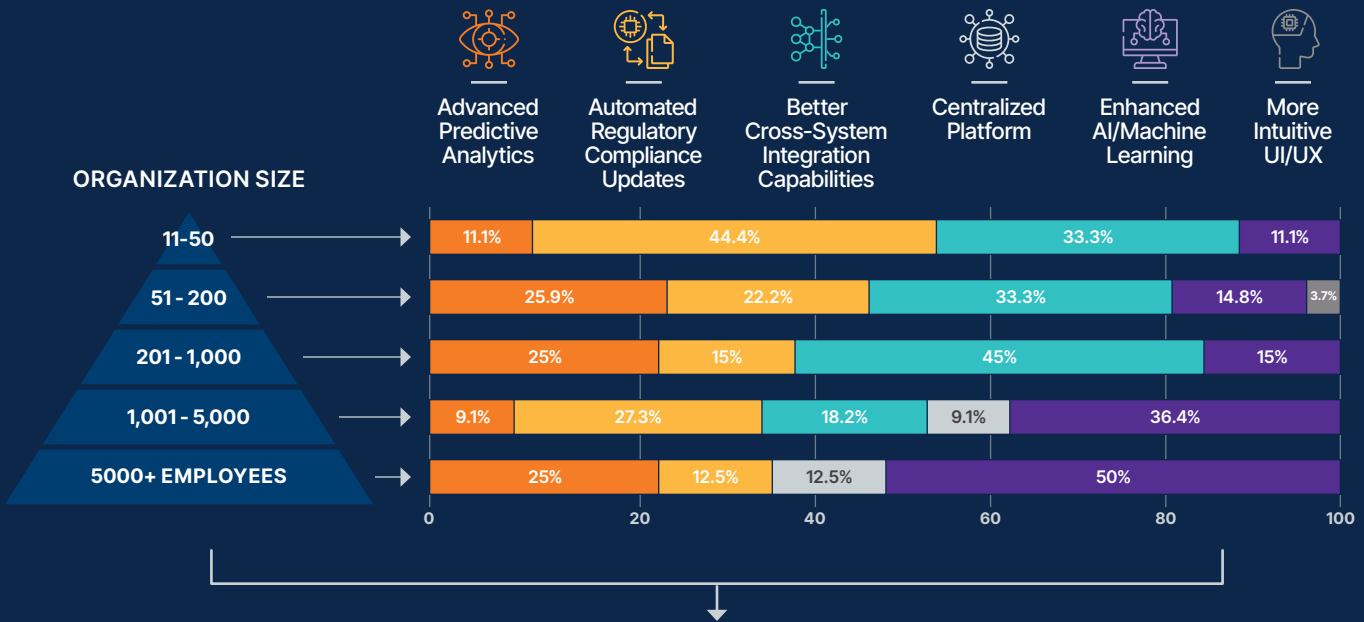 Advanced
Predictive
Analytics
Automated
Regulatory
Compliance
Updates
Better
Cross-System
Integration
Capabilities
Centralized
Platform
Enhanced
AI/Machine
Learning
More
Intuitive
UI/UX
ORGANIZATION SIZE
11-50
11.1% 44.4% 33.3% 11.1%
51 - 200
25.9% 22.2% 33.3% 14.8% 3.7%
201 - 1,000
25% 15% 45% 15%
1,001 - 5,000
9.1% 27.3% 18.2% 9.1% 36.4%
5000+ EMPLOYEES
25% 12.5% 12.5% 50%
0 20 40 60 80 100